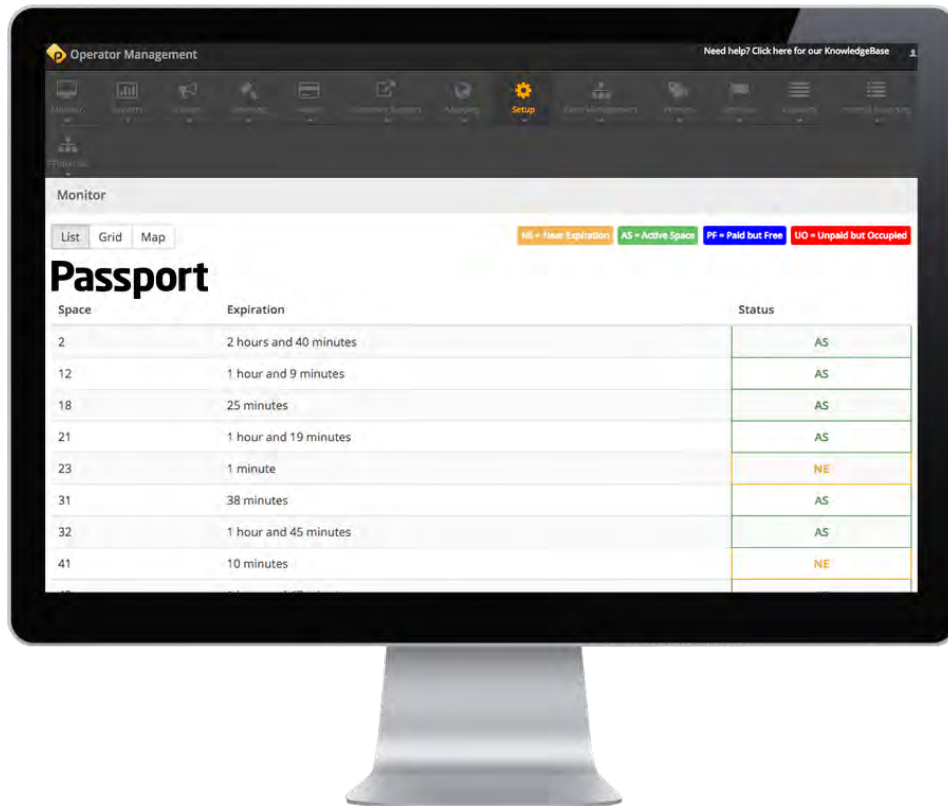 P Operator Management
Need help? Click here for our KnowledgeBase
Setup
Monitor
List Grid Map
NE = Near Expiration AS = Active Space PF = Paid but Free UO = Unpaid but Occupied
Passport
Space Expiration Status
2 2 hours and 40 minutes AS
12 1 hour and 9 minutes AS
18 25 minutes AS
21 1 hour and 19 minutes AS
23 1 minute NE
31 38 minutes AS
32 1 hour and 45 minutes AS
41 10 minutes NE